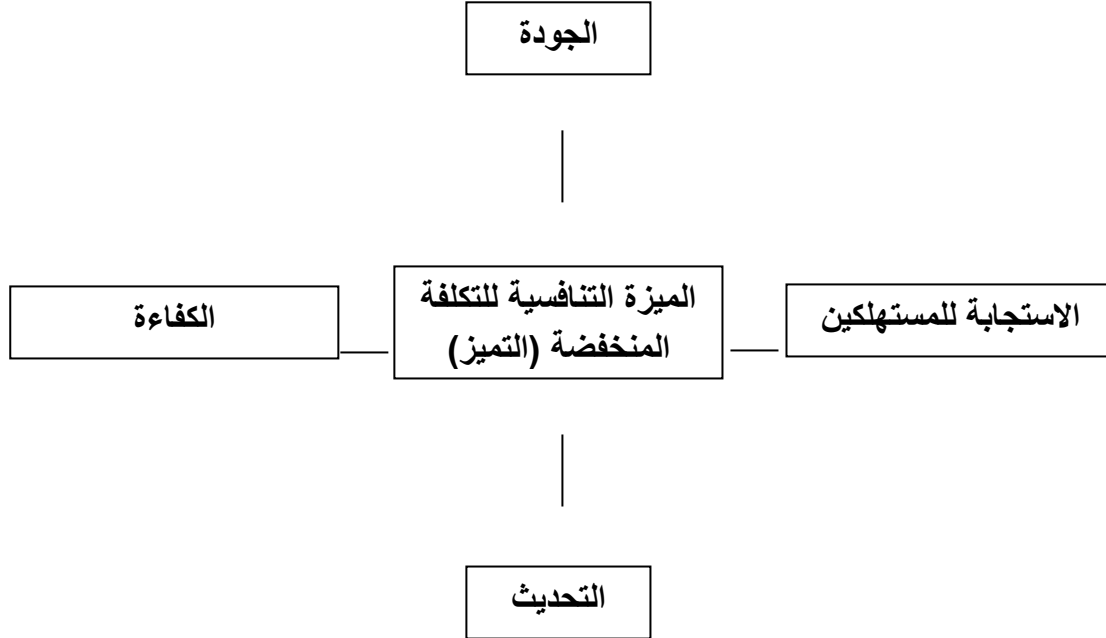 الجودة
الاستجابة للمستهلكين
الميزة التنافسية للتكلفة
المنخفضة (التميز)
الكفاءة
التحديث